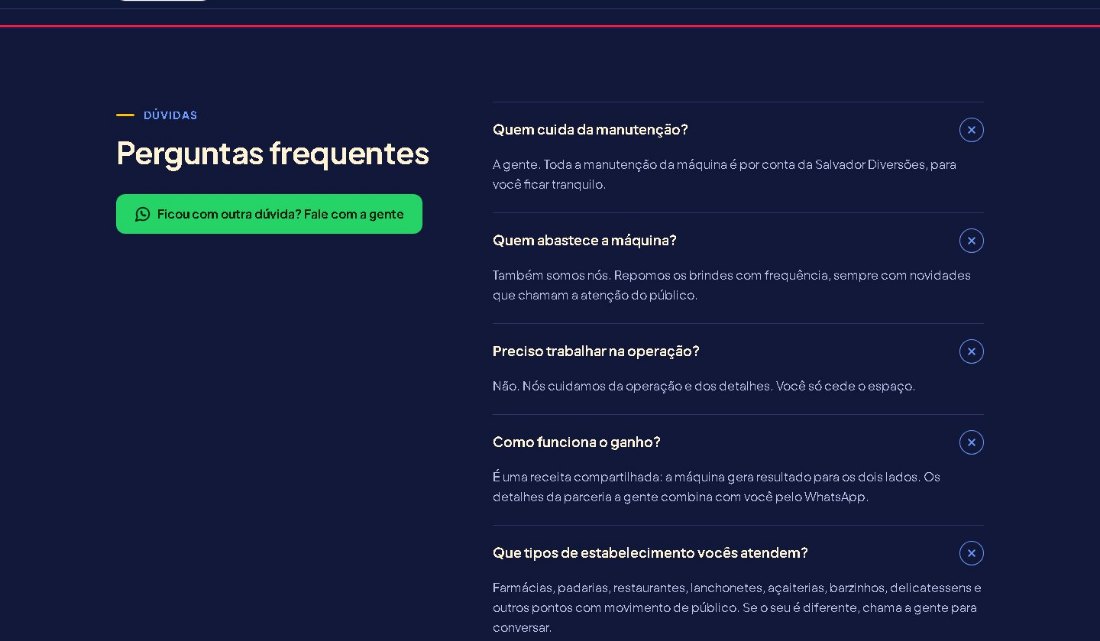 DÚVIDAS
Perguntas frequentes
Ficou com outra dúvida? Fale com a gente
Quem cuida da manutenção?
A gente. Toda a manutenção da máquina é por conta da Salvador Diversões, para
você ficar tranquilo.
Quem abastece a máquina?
Também somos nós. Repomos os brindes com frequência, sempre com novidades
que chamam a atenção do público.
Preciso trabalhar na operação?
Não. Nós cuidamos da operação e dos detalhes. Você só cede o espaço.
Como funciona o ganho?
É uma receita compartilhada: a máquina gera resultado para os dois lados. Os
detalhes da parceria a gente combina com você pelo WhatsApp.
Que tipos de estabelecimento vocês atendem?
Farmácias, padarias, restaurantes, lanchonetes, açaiterias, barzinhos, delicatessens e
outros pontos com movimento de público. Se o seu é diferente, chama a gente para
conversar.